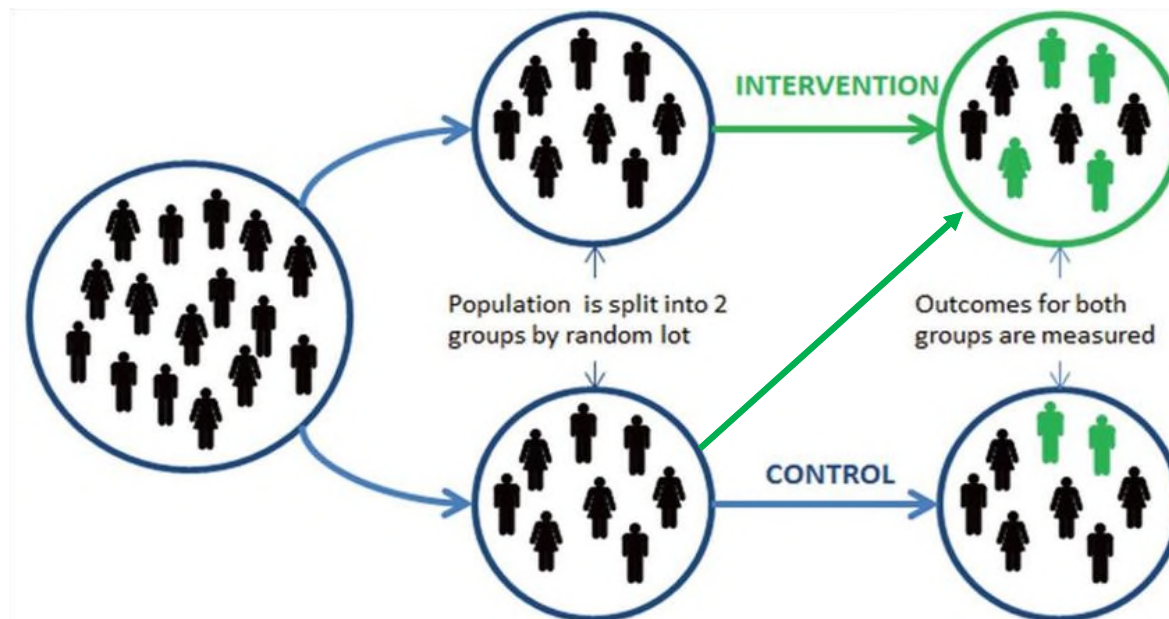 INTERVENTION
Population is split into 2
groups by random lot
Outcomes for both
groups are measured
CONTROL